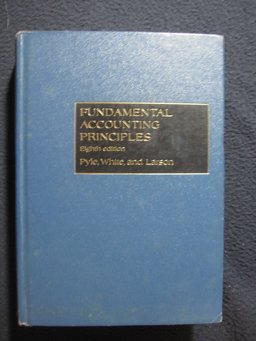 FUNDAMENTAL
ACCOUNTING
PRINCIPLES
Eighth edition
Pyle, White, and Larson